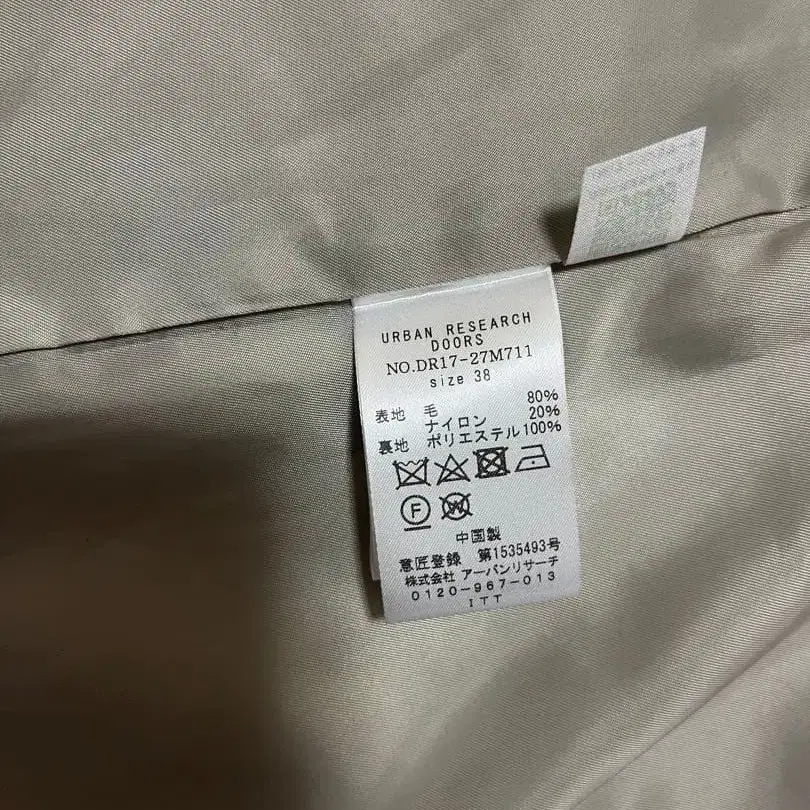 URBAN RESEARCH
DOORS
NO.DR17-27M711
size 38
表地 毛 80%
ナイロン 20%
裏地 ポリエステル 100%
F
W
中国製
意匠登録 第1535493号
株式会社 アーバンリサーチ
0120-967-013
ITT